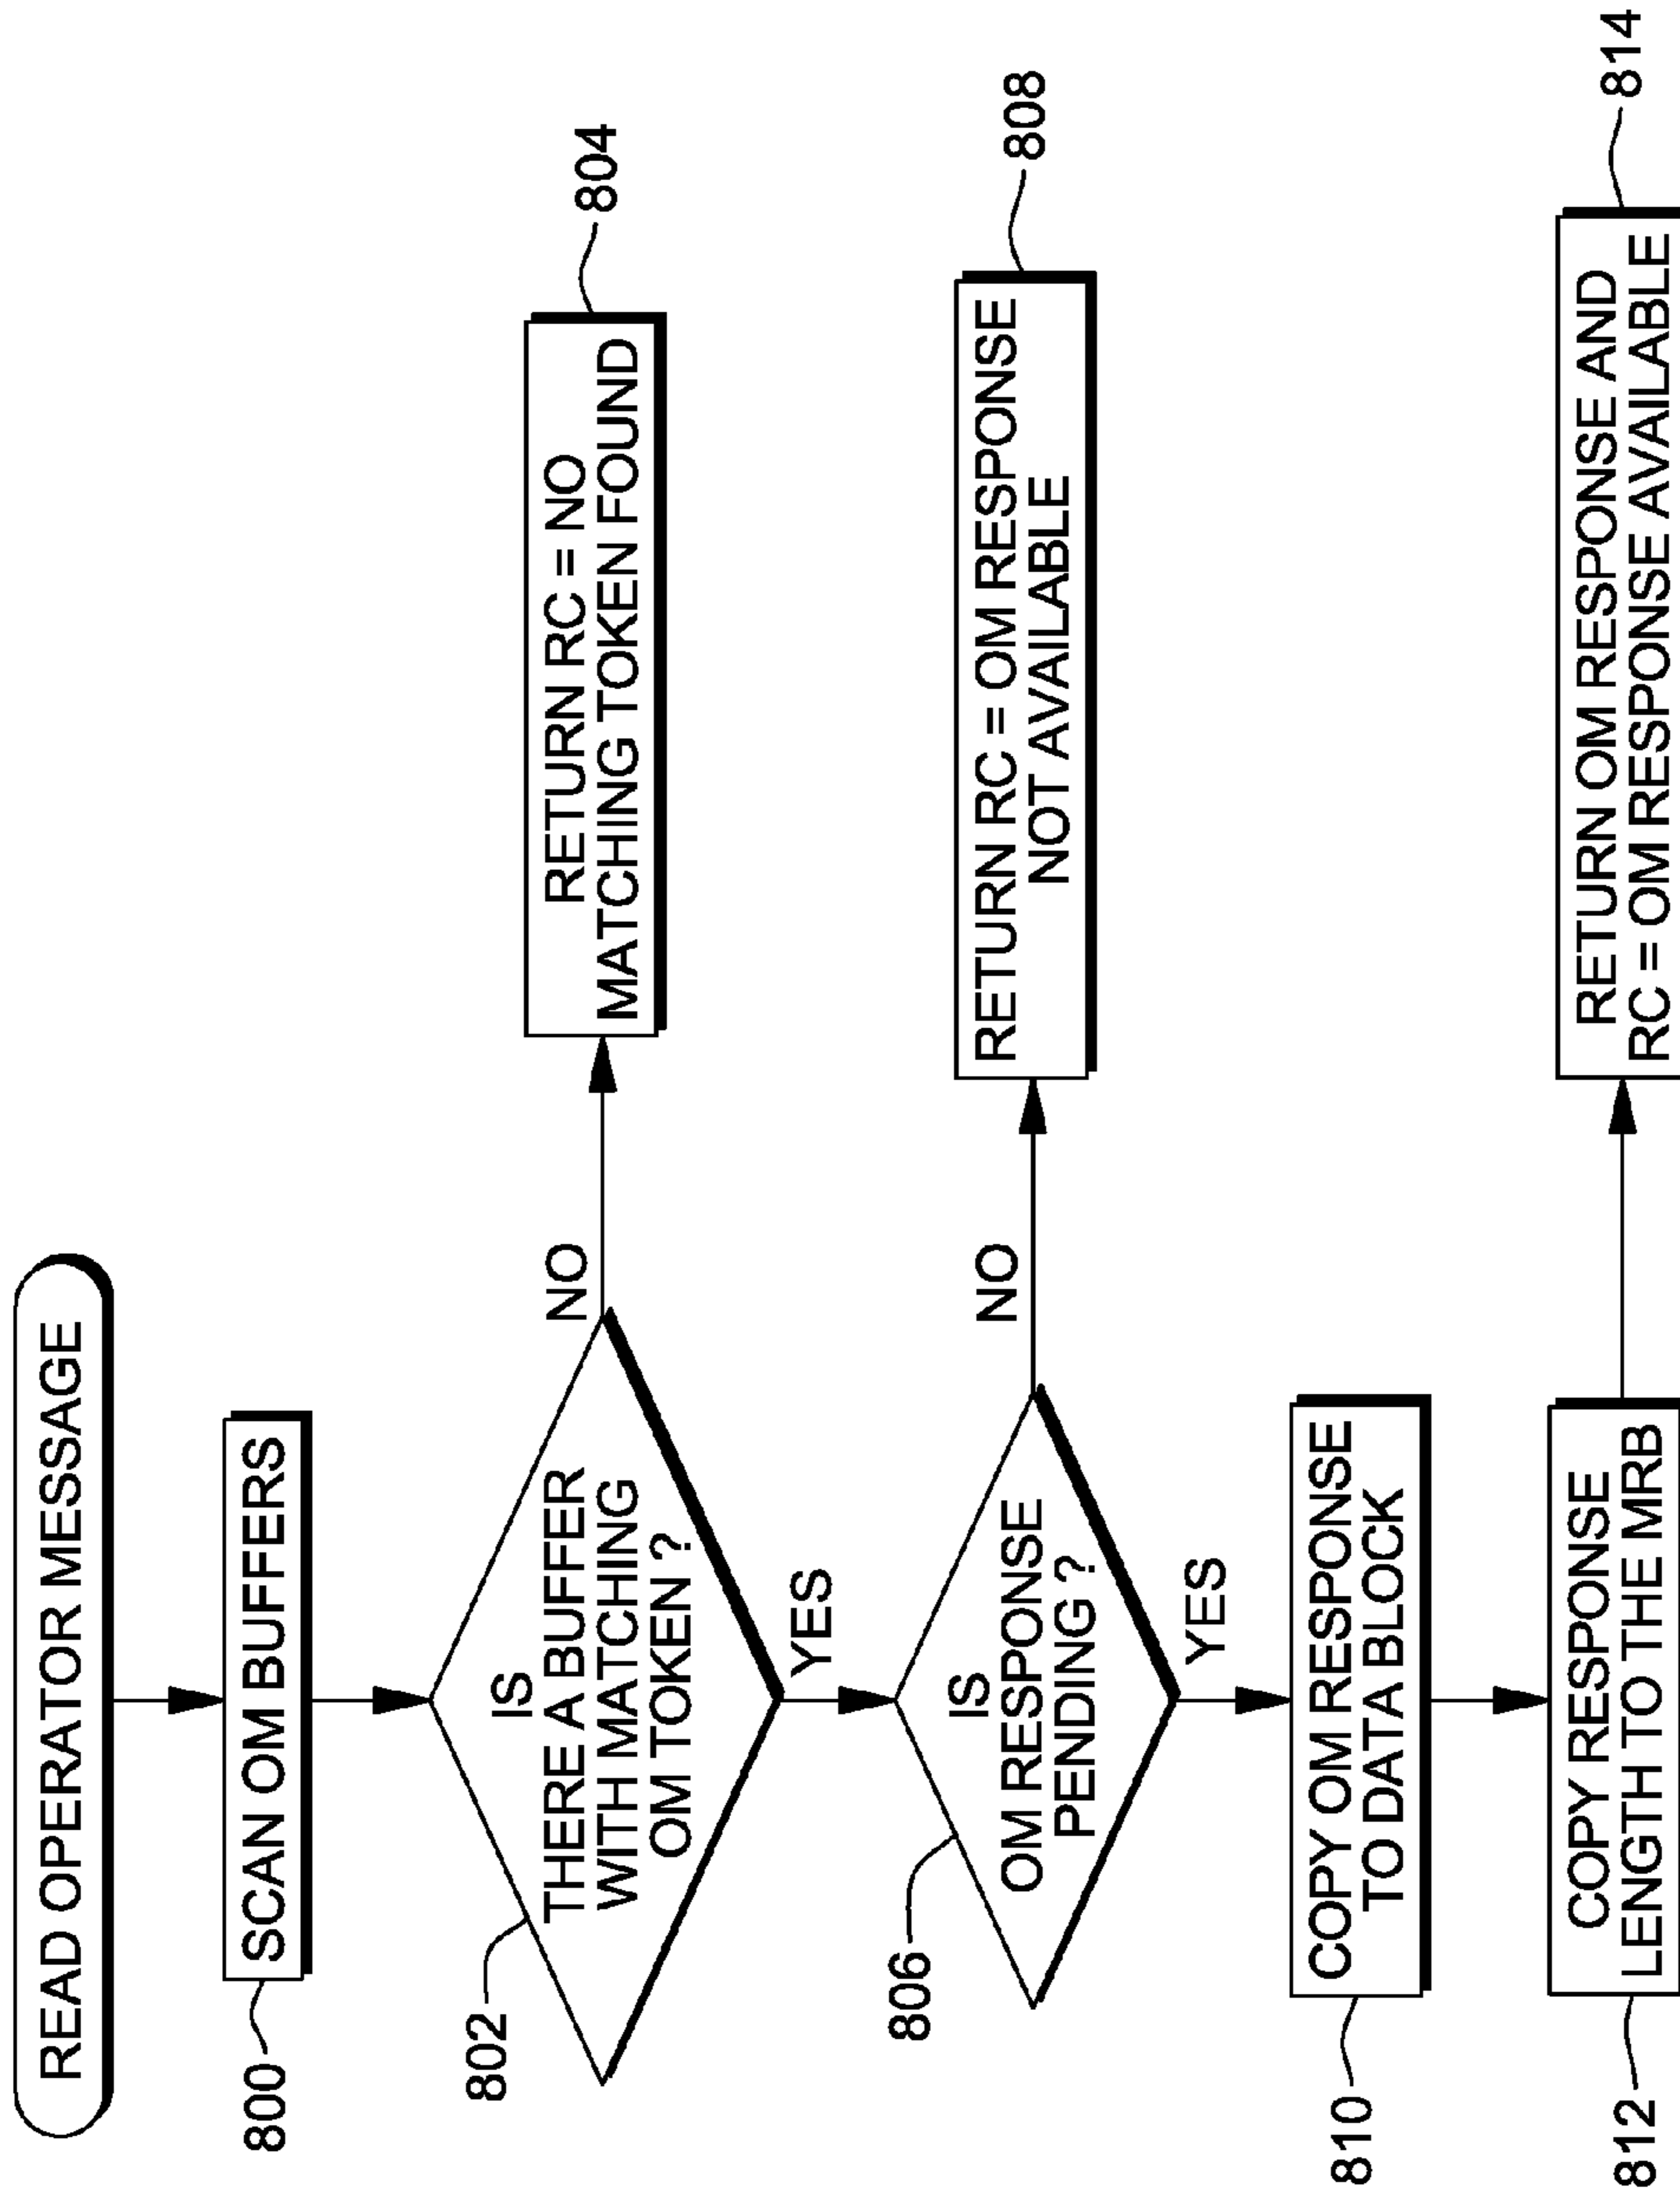 READ OPERATOR MESSAGE
800
SCAN OM BUFFERS
802
IS
THERE A BUFFER
WITH MATCHING
OM TOKEN ?
NO
RETURN RC = NO
MATCHING TOKEN FOUND
804
YES
806
IS
OM RESPONSE
PENDING ?
NO
RETURN RC = OM RESPONSE
NOT AVAILABLE
808
YES
810
COPY OM RESPONSE
TO DATA BLOCK
812
COPY RESPONSE
LENGTH TO THE MRB
RETURN OM RESPONSE AND
RC = OM RESPONSE AVAILABLE
814